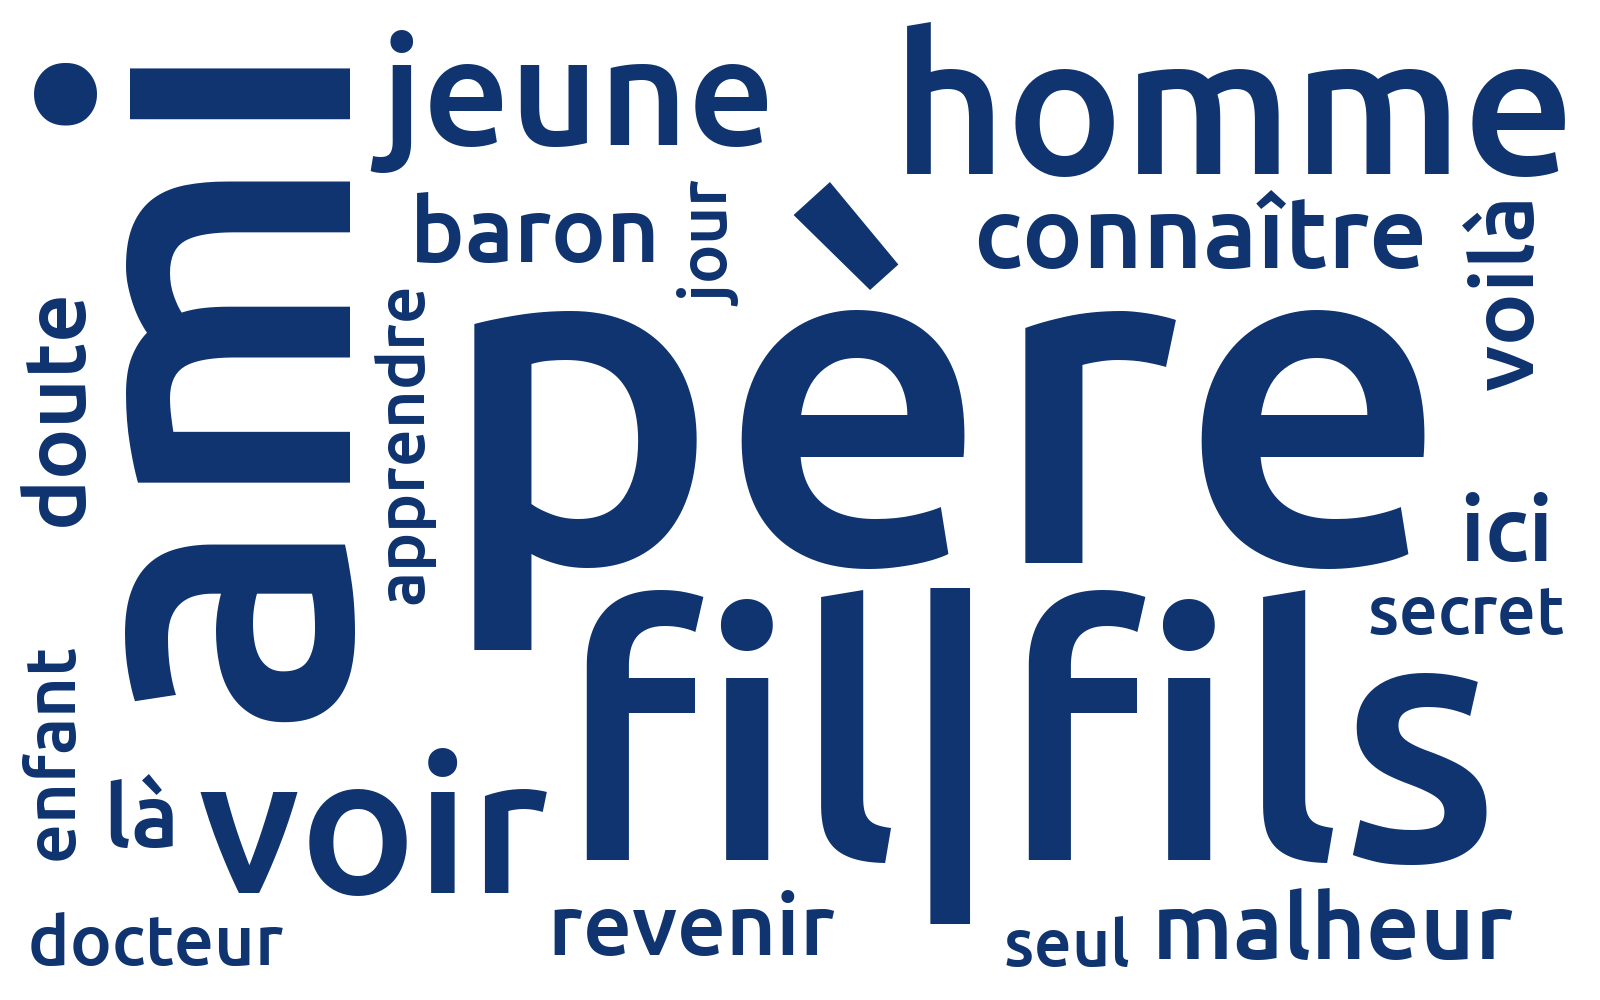 ami
jeune
homme
baron
jour
connaître
voilà
doute
apprendre
père
ici
secret
fil|fils
enfant
là
voir
docteur
revenir
seul
malheur